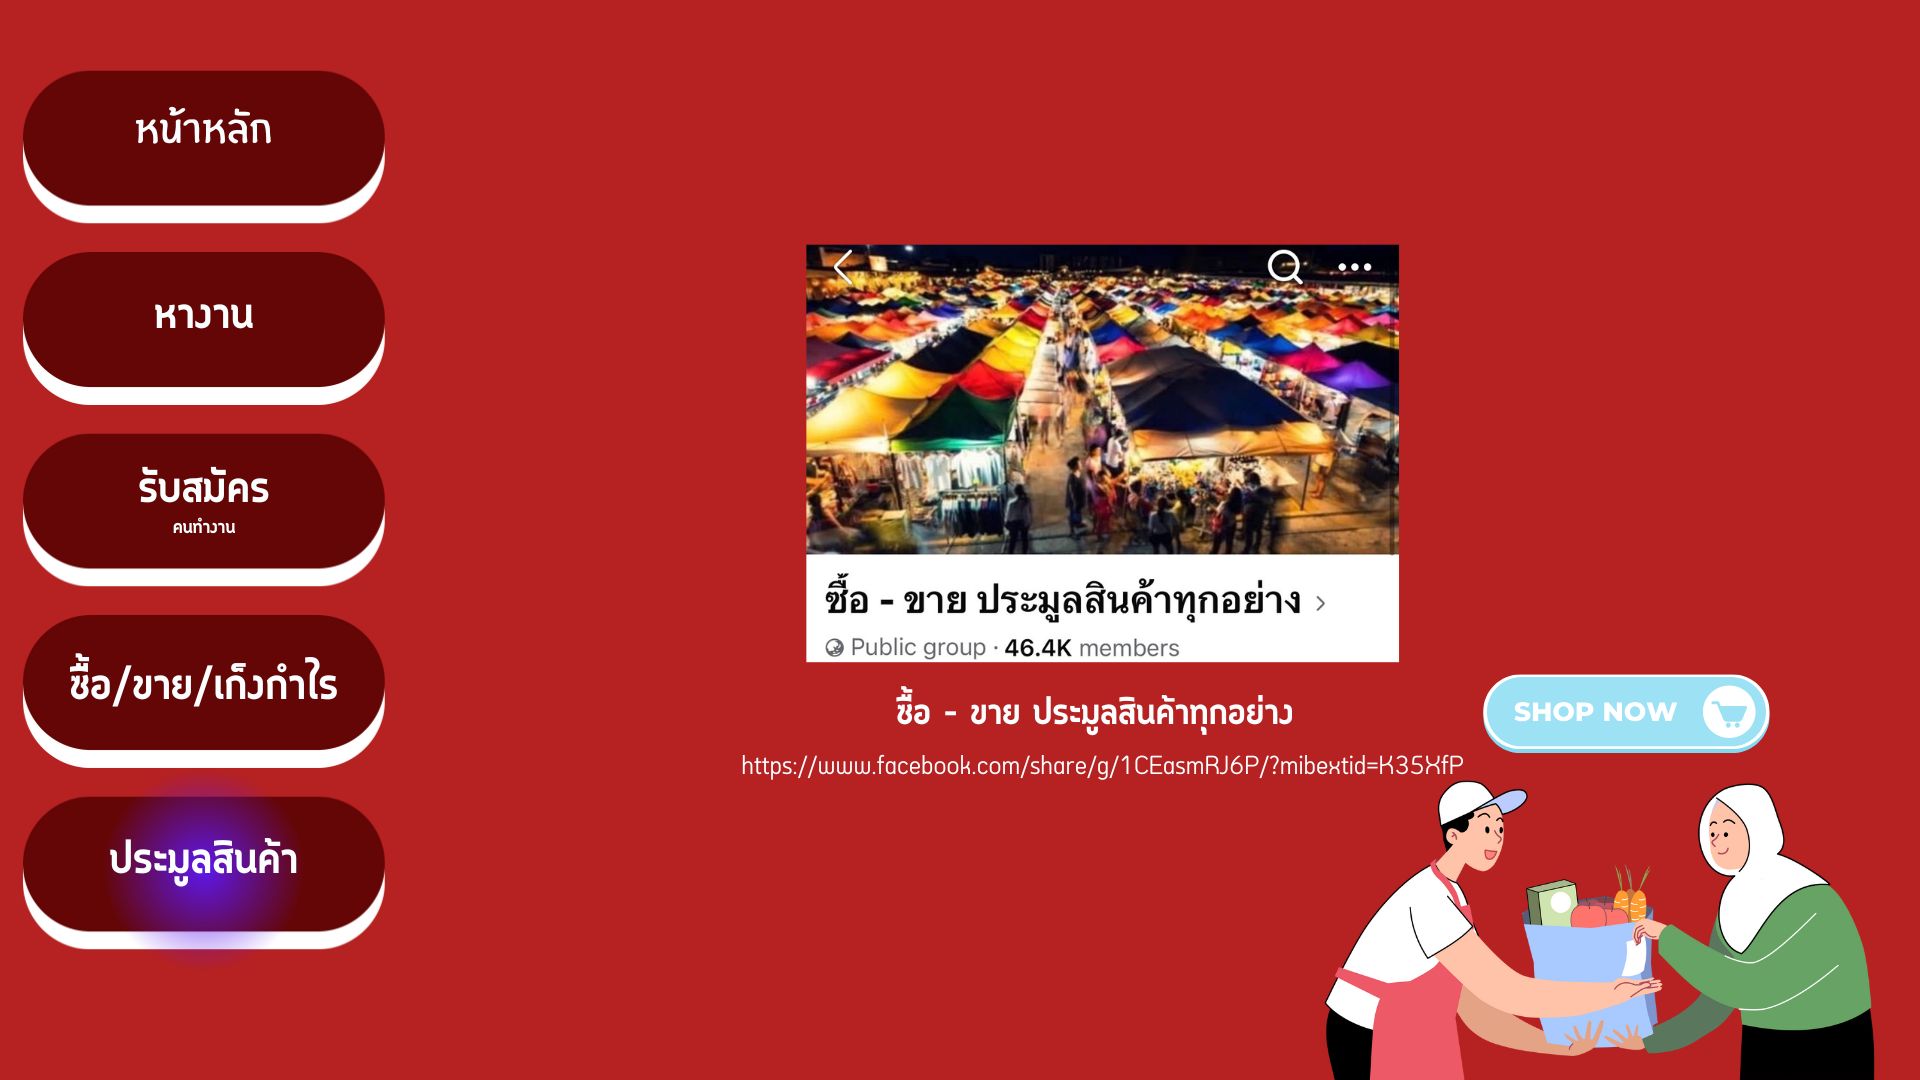 หน้าหลัก
หางาน
รับสมัคร
คนทำงาน
ซื้อ/ขาย/เก็งกำไร
ประมูลสินค้า
ซื้อ - ขาย ประมูลสินค้าทุกอย่าง
Public group · 46.4K members
ซื้อ - ขาย ประมูลสินค้าทุกอย่าง
https://www.facebook.com/share/g/1CEasmRJ6P/?mibextid=K35XfP
SHOP NOW